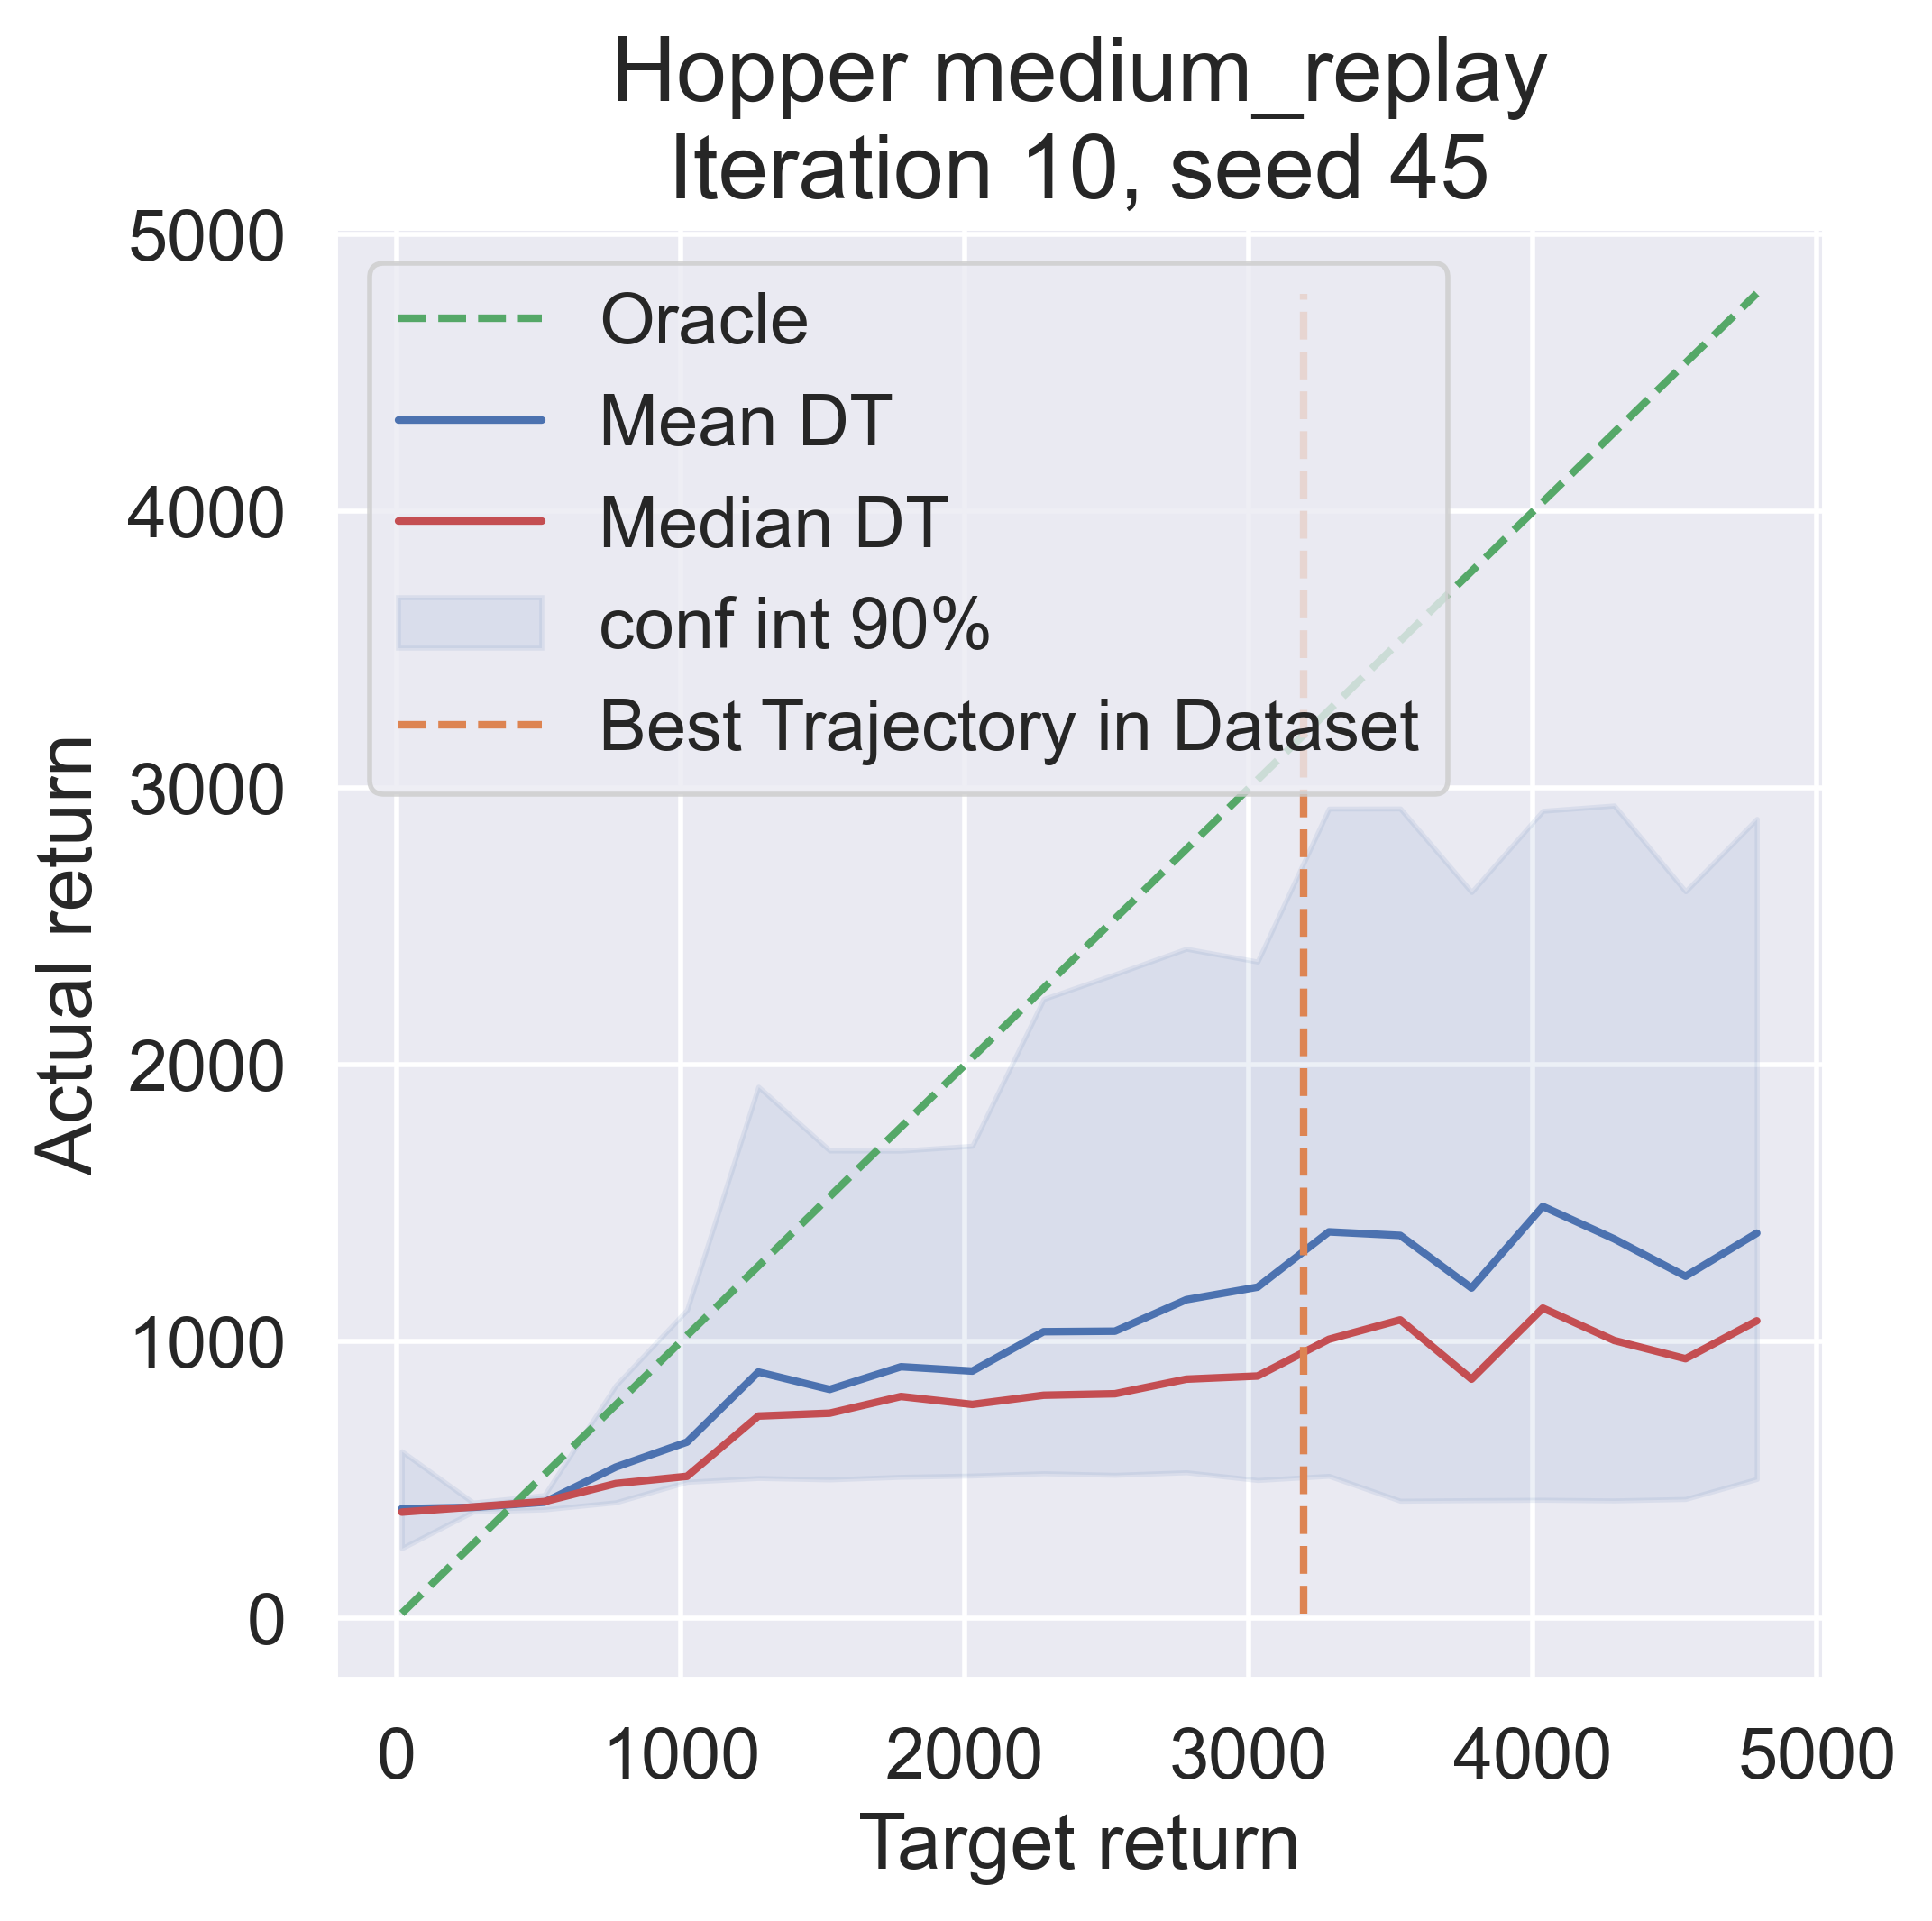 Hopper medium_replay
Iteration 10, seed 45
5000
4000
3000
2000
1000
0
Actual return
Oracle
Mean DT
Median DT
conf int 90%
Best Trajectory in Dataset
0 1000 2000 3000 4000 5000
Target return